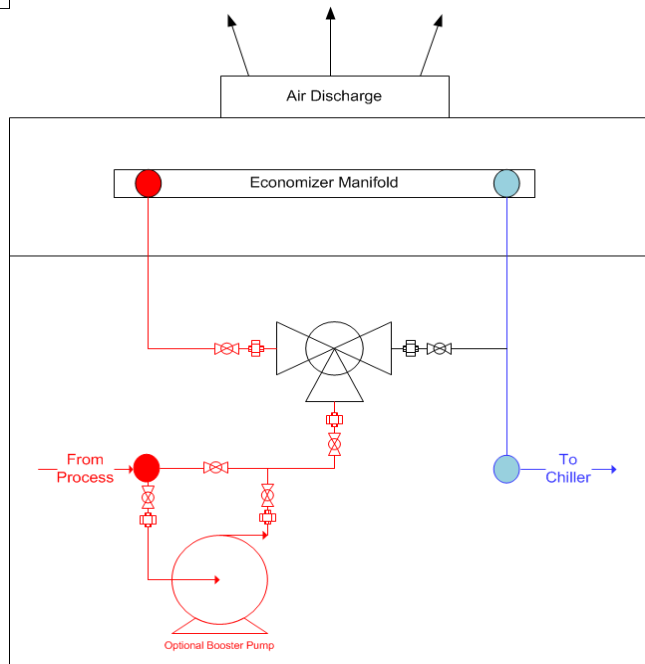 Air Discharge
Economizer Manifold
From
Process
To
Chiller
Optional Booster Pump